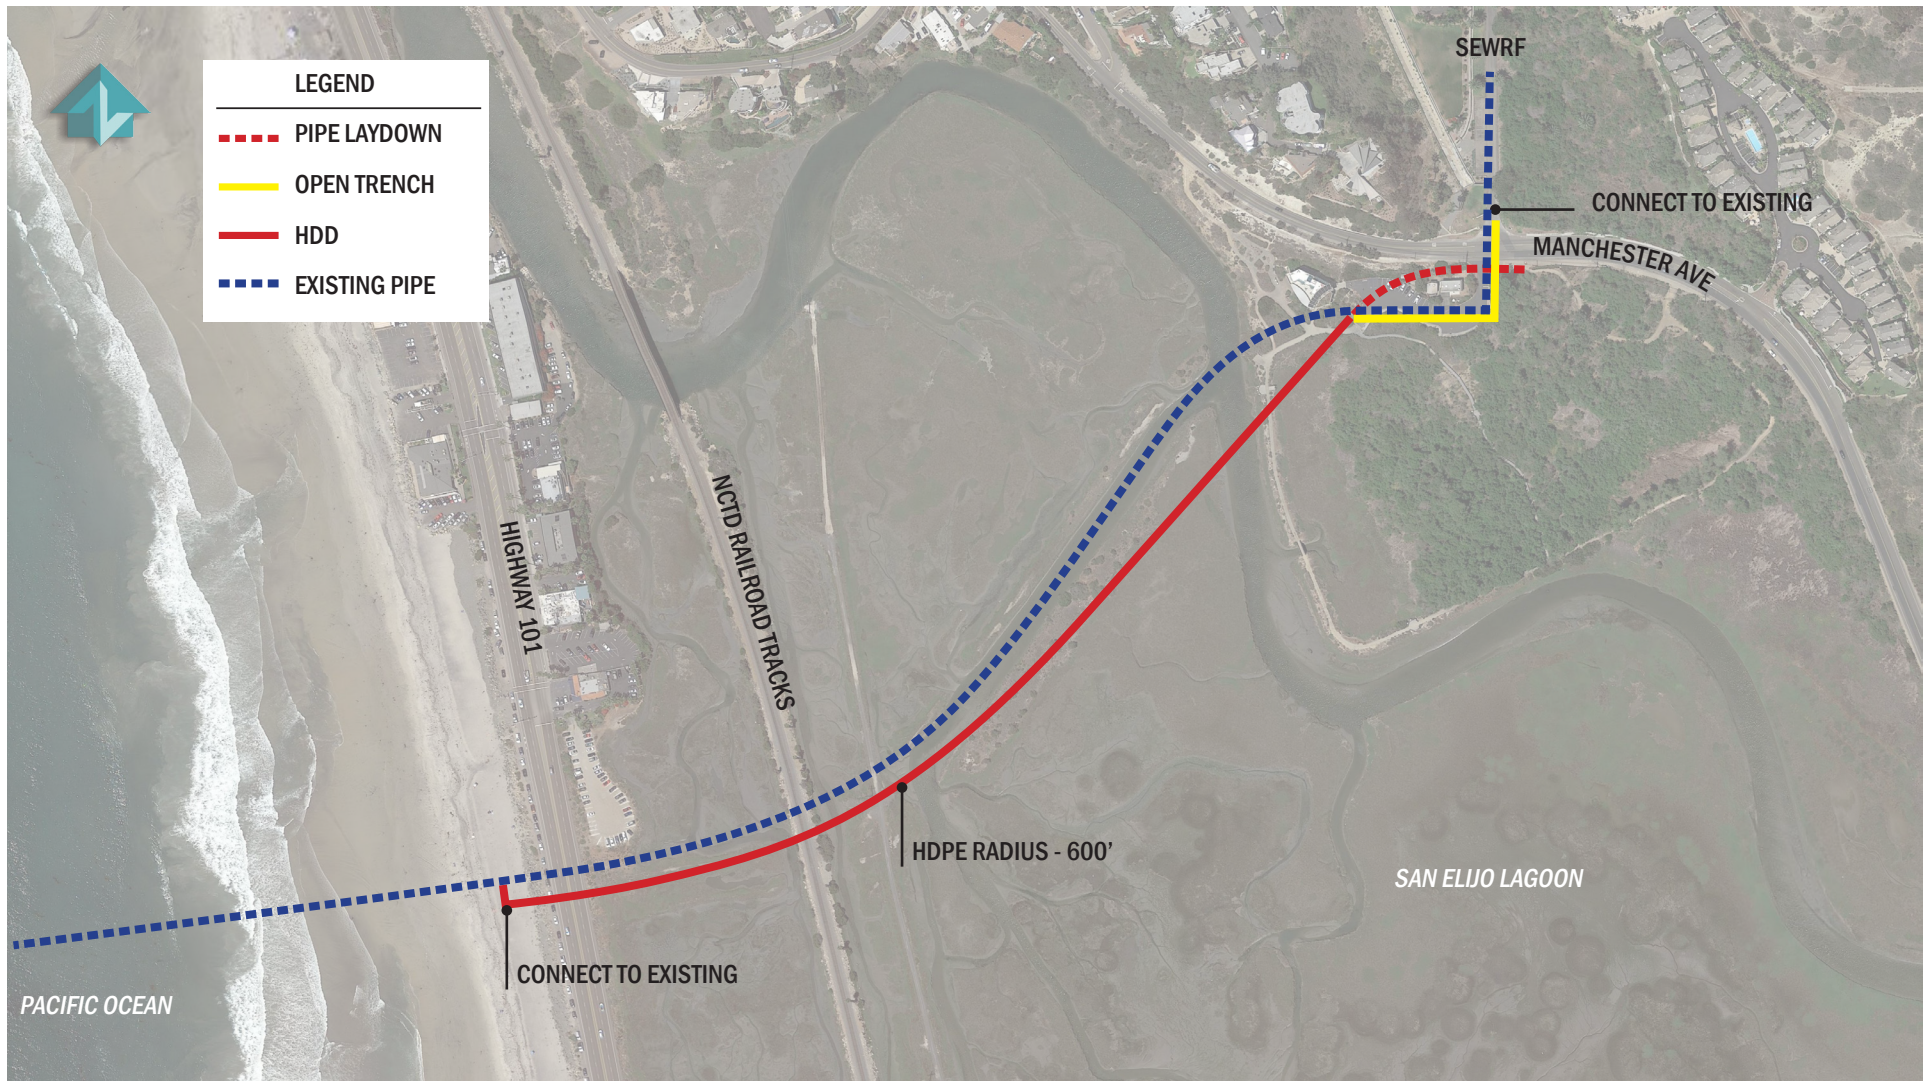 SEWRF
LEGEND
PIPE LAYDOWN
OPEN TRENCH
HDD
EXISTING PIPE
CONNECT TO EXISTING
MANCHESTER AVE
HIGHWAY 101
NCTD RAILROAD TRACKS
HDPE RADIUS - 600'
SAN ELIJO LAGOON
CONNECT TO EXISTING
PACIFIC OCEAN